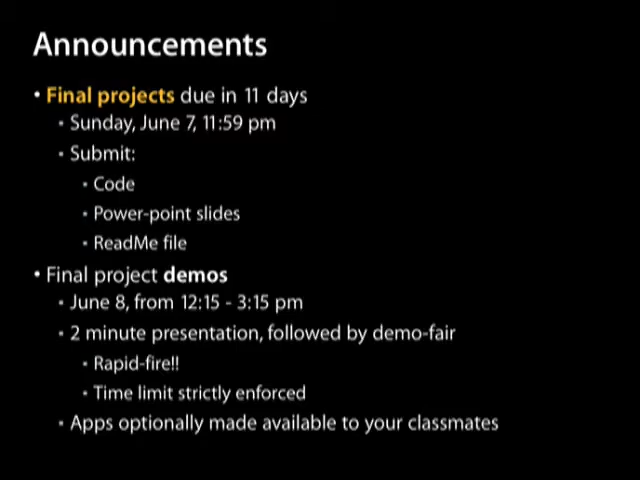 Announcements
• Final projects due in 11 days
▪ Sunday, June 7, 11:59 pm
▪ Submit:
▪ Code
▪ Power-point slides
▪ ReadMe file
• Final project demos
▪ June 8, from 12:15 - 3:15 pm
▪ 2 minute presentation, followed by demo-fair
▪ Rapid-fire!!
▪ Time limit strictly enforced
▪ Apps optionally made available to your classmates